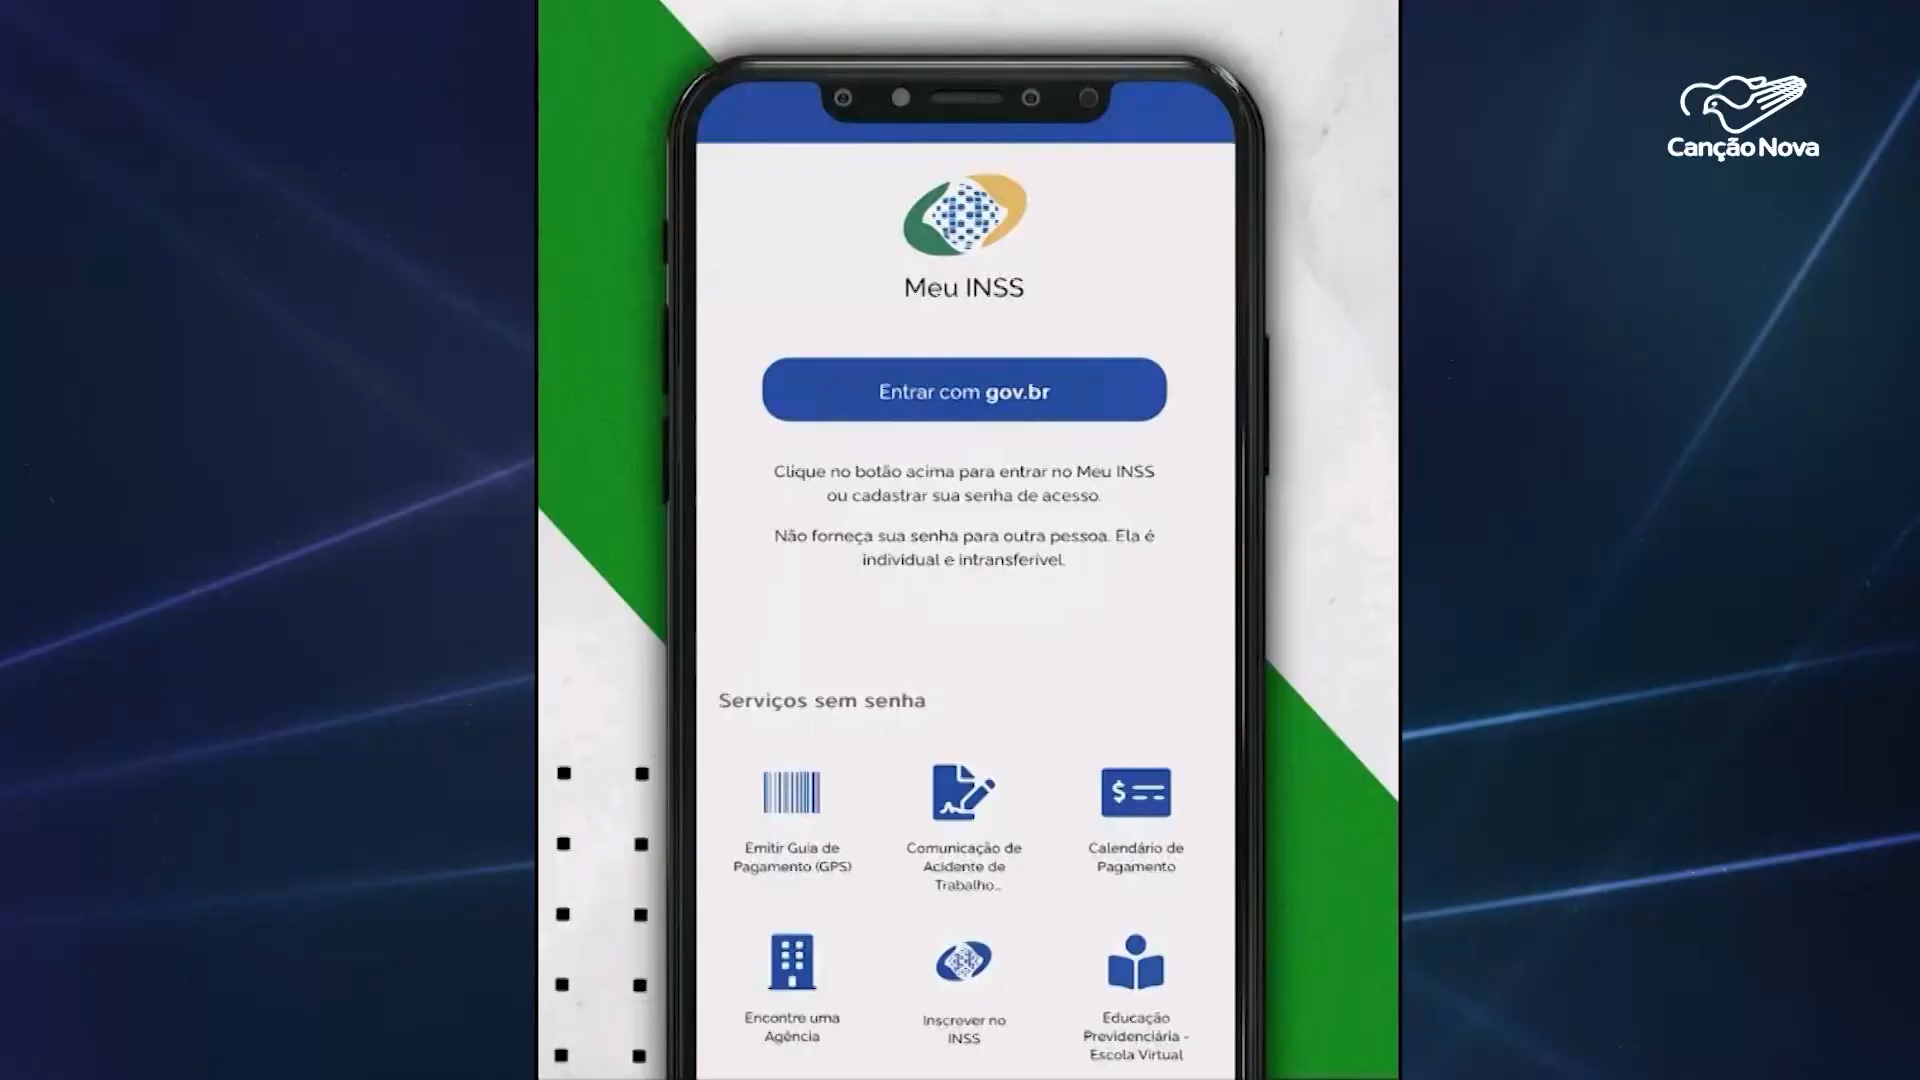 Canção Nova
Meu INSS
Entrar com gov.br
Clique no botão acima para entrar no Meu INSS
ou cadastrar sua senha de acesso.
Não forneça sua senha para outra pessoa. Ela é
individual e intransferível.
Serviços sem senha
Emitir Guia de
Pagamento (GPS)
Comunicação de
Acidente de
Trabalho...
Calendário de
Pagamento
Encontre uma
Agência
Inscrever no
INSS
Educação
Previdenciária -
Escola Virtual